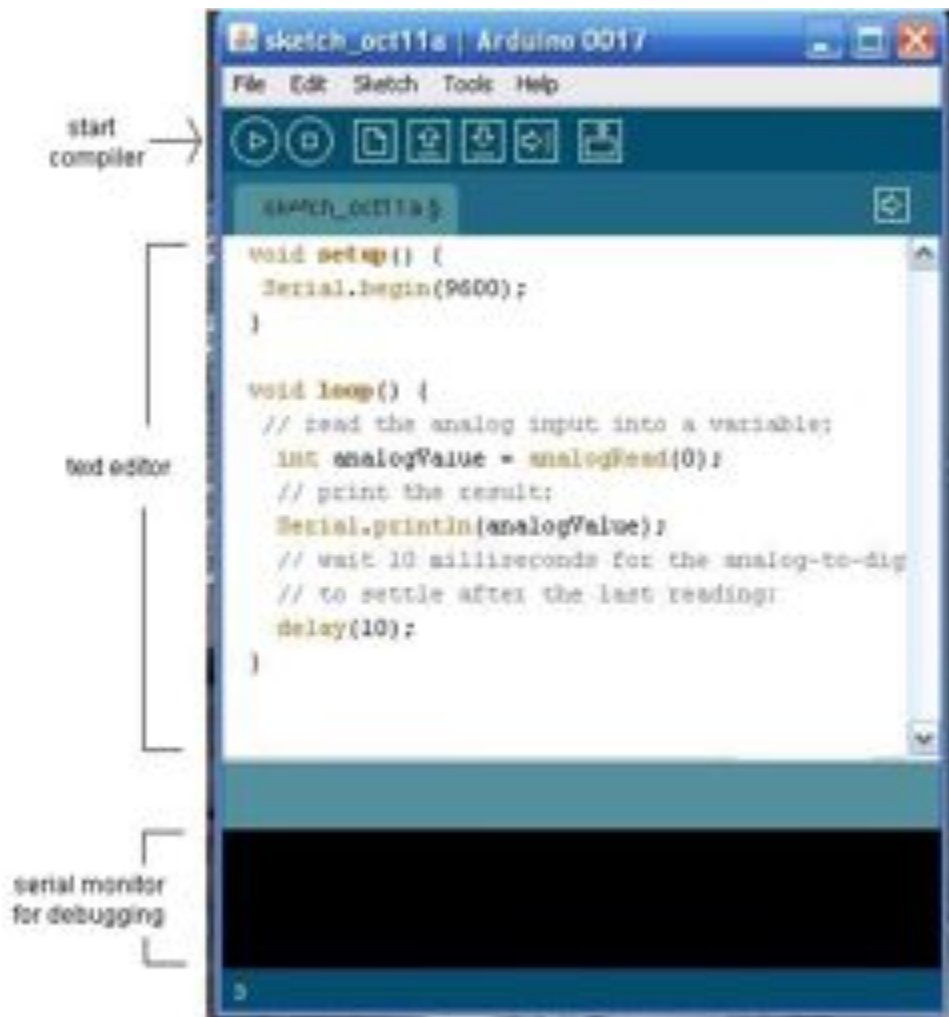 sketch_oct11a | Arduino 0017
File Edit Sketch Tools Help
start
compiler
sketch_oct11a §
void setup() {
Serial.begin(9600);
}
void loop() {
// read the analog input into a variable:
int analogValue = analogRead(0);
// print the result:
Serial.println(analogValue);
// wait 10 milliseconds for the analog-to-dig
// to settle after the last reading:
delay(10);
}
text editor
serial monitor
for debugging
3